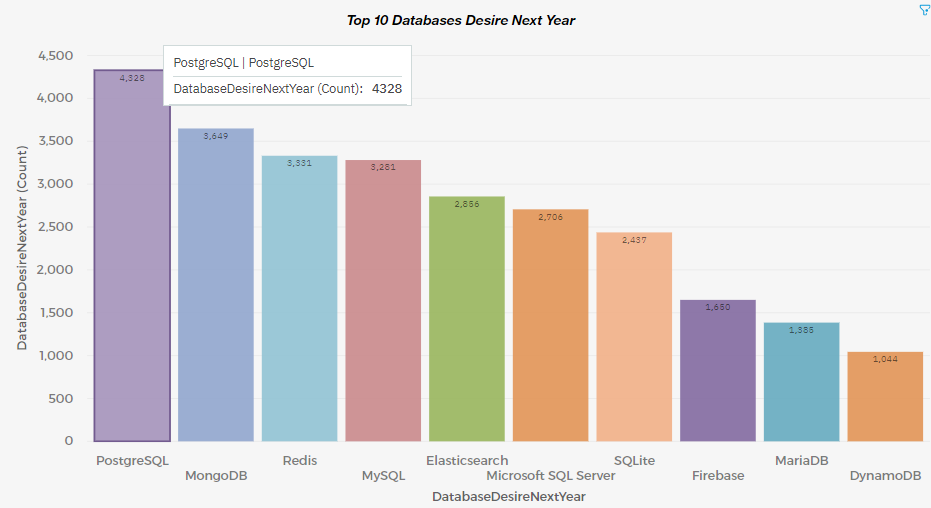 Top 10 Databases Desire Next Year
PostgreSQL | PostgreSQL
DatabaseDesireNextYear (Count): 4328
DatabaseDesireNextYear (Count)
4,500
4,000
3,500
3,000
2,500
2,000
1,500
1,000
500
0
4,328
3,649
3,331
3,281
2,856
2,706
2,437
1,650
1,385
1,044
PostgreSQL
MongoDB
Redis
MySQL
Elasticsearch
Microsoft SQL Server
SQLite
Firebase
MariaDB
DynamoDB
DatabaseDesireNextYear